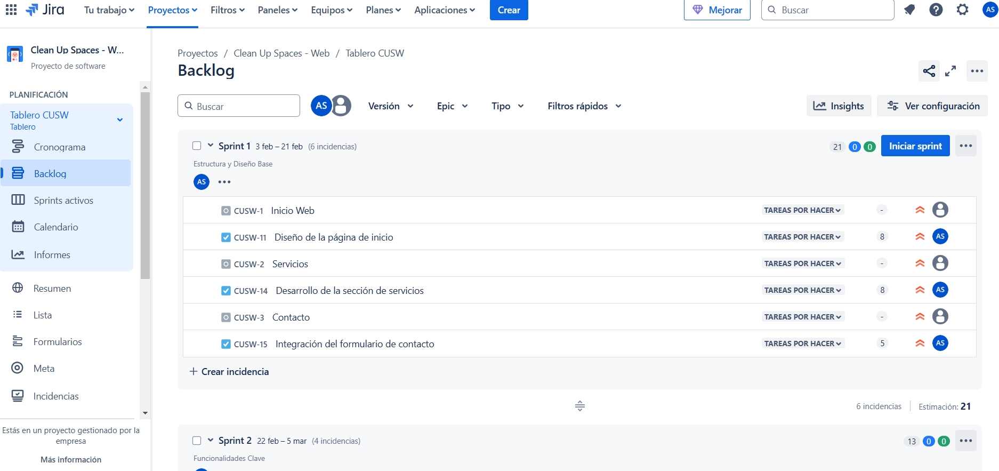 Jira Tu trabajo Proyectos Filtros Paneles Equipos Planes Aplicaciones Crear Mejorar Buscar AS
Clean Up Spaces - W...
Proyecto de software
PLANIFICACIÓN
Tablero CUSW
Tablero
Cronograma
Backlog
Sprints activos
Calendario
Informes
Resumen
Lista
Formularios
Meta
Incidencias
Estás en un proyecto gestionado por la
empresa
Más información
Proyectos / Clean Up Spaces - Web / Tablero CUSW
Backlog
Buscar AS Versión Epic Tipo Filtros rápidos Insights Ver configuración
Sprint 1 3 feb – 21 feb (6 incidencias) 21 0 0 Iniciar sprint
Estructura y Diseño Base
AS
CUSW-1 Inicio Web TAREAS POR HACER -
CUSW-11 Diseño de la página de inicio TAREAS POR HACER 8 AS
CUSW-2 Servicios TAREAS POR HACER -
CUSW-14 Desarrollo de la sección de servicios TAREAS POR HACER 8 AS
CUSW-3 Contacto TAREAS POR HACER -
CUSW-15 Integración del formulario de contacto TAREAS POR HACER 5 AS
+ Crear incidencia
6 incidencias Estimación: 21
Sprint 2 22 feb – 5 mar (4 incidencias) 13 0 0
Funcionalidades Clave